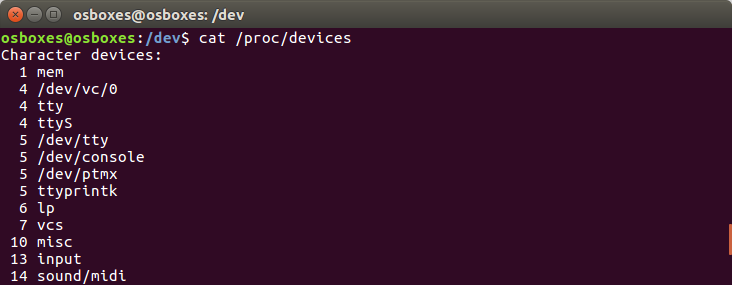 osboxes@osboxes: /dev
osboxes@osboxes:/dev$ cat /proc/devices
Character devices:
  1 mem
  4 /dev/vc/0
  4 tty
  4 ttyS
  5 /dev/tty
  5 /dev/console
  5 /dev/ptmx
  5 ttyprintk
  6 lp
  7 vcs
 10 misc
 13 input
 14 sound/midi